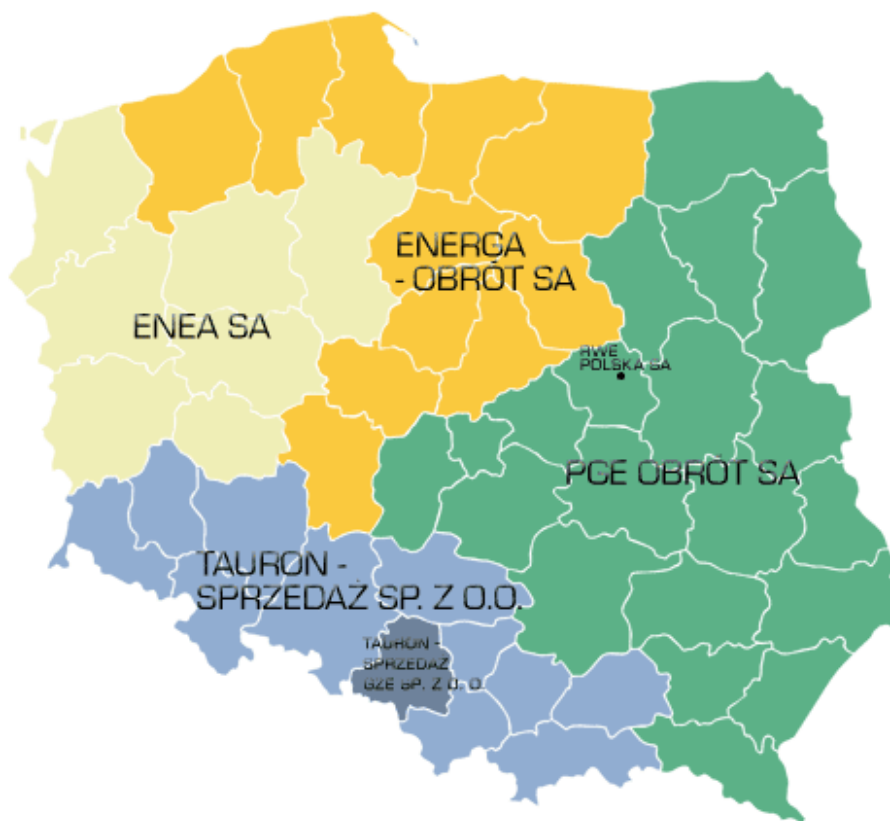 ENERGA
- OBRÓT SA
ENEA SA
RWE
POLSKA SA
PGE OBRÓT SA
TAURON -
SPRZEDAŻ SP. Z O.O.
TAURON -
SPRZEDAŻ
GZE SP. Z O. O.